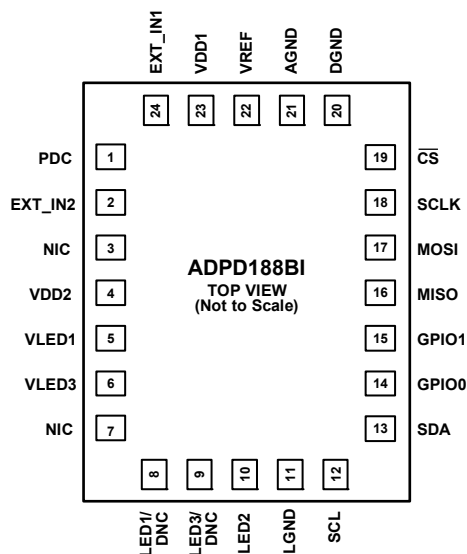 EXT_IN1
VDD1
VREF
AGND
DGND
24
23
22
21
20
PDC 1
19 CS
EXT_IN2 2
18 SCLK
NIC 3
17 MOSI
ADPD188BI
TOP VIEW
(Not to Scale)
VDD2 4
16 MISO
VLED1 5
15 GPIO1
VLED3 6
14 GPIO0
NIC 7
13 SDA
8
9
10
11
12
LED1/
DNC
LED3/
DNC
LED2
LGND
SCL